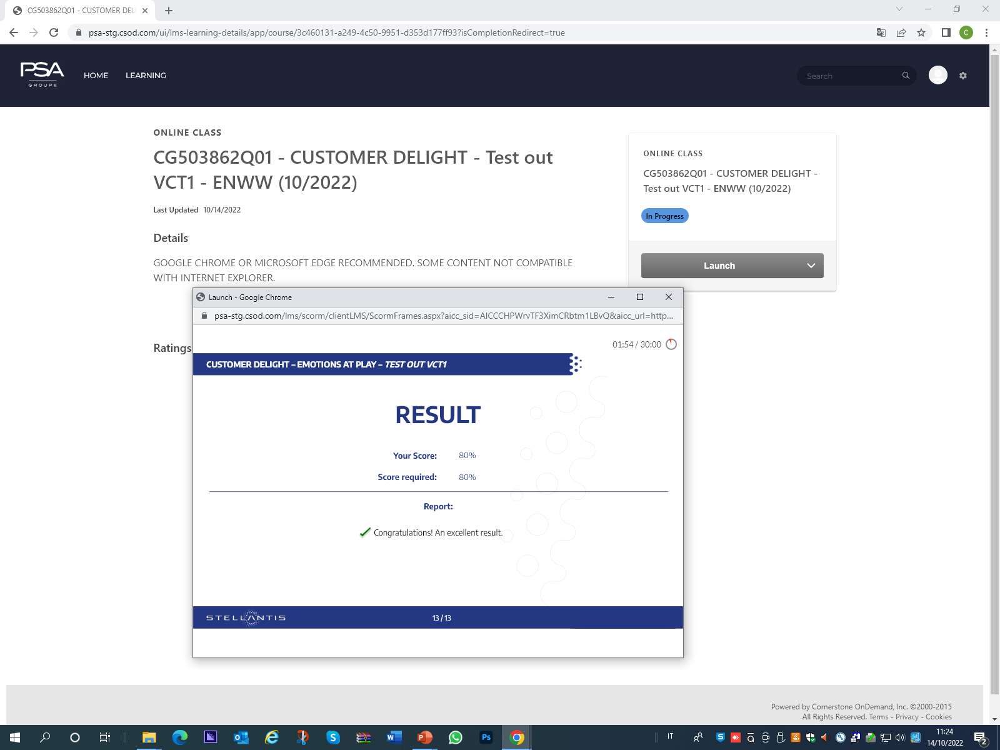 CG503862Q01 - CUSTOMER DEL
psa-stg.csod.com/ui/lms-learning-details/app/course/3c460131-a249-4c50-9951-d353d177ff93?isCompletionRedirect=true
C
PSA
GROUPE
HOME
LEARNING
Search
ONLINE CLASS
CG503862Q01 - CUSTOMER DELIGHT - Test out
VCT1 - ENWW (10/2022)
Last Updated 10/14/2022
Details
GOOGLE CHROME OR MICROSOFT EDGE RECOMMENDED. SOME CONTENT NOT COMPATIBLE
WITH INTERNET EXPLORER.
Ratings
ONLINE CLASS
CG503862Q01 - CUSTOMER DELIGHT -
Test out VCT1 - ENWW (10/2022)
In Progress
Launch
Launch - Google Chrome
psa-stg.csod.com/lms/scorm/clientLMS/ScormFrames.aspx?aicc_sid=AICCCHPWrvTF3XimCRbtm1LBvQ&aicc_url=http...
01:54 / 30:00
CUSTOMER DELIGHT – EMOTIONS AT PLAY – TEST OUT VCT1
RESULT
Your Score: 80%
Score required: 80%
Report:
Congratulations! An excellent result.
STELLANTIS
13 / 13
Powered by Cornerstone OnDemand, Inc. ©2000-2015
All Rights Reserved. Terms - Privacy - Cookies
IT
11:24
14/10/2022
2